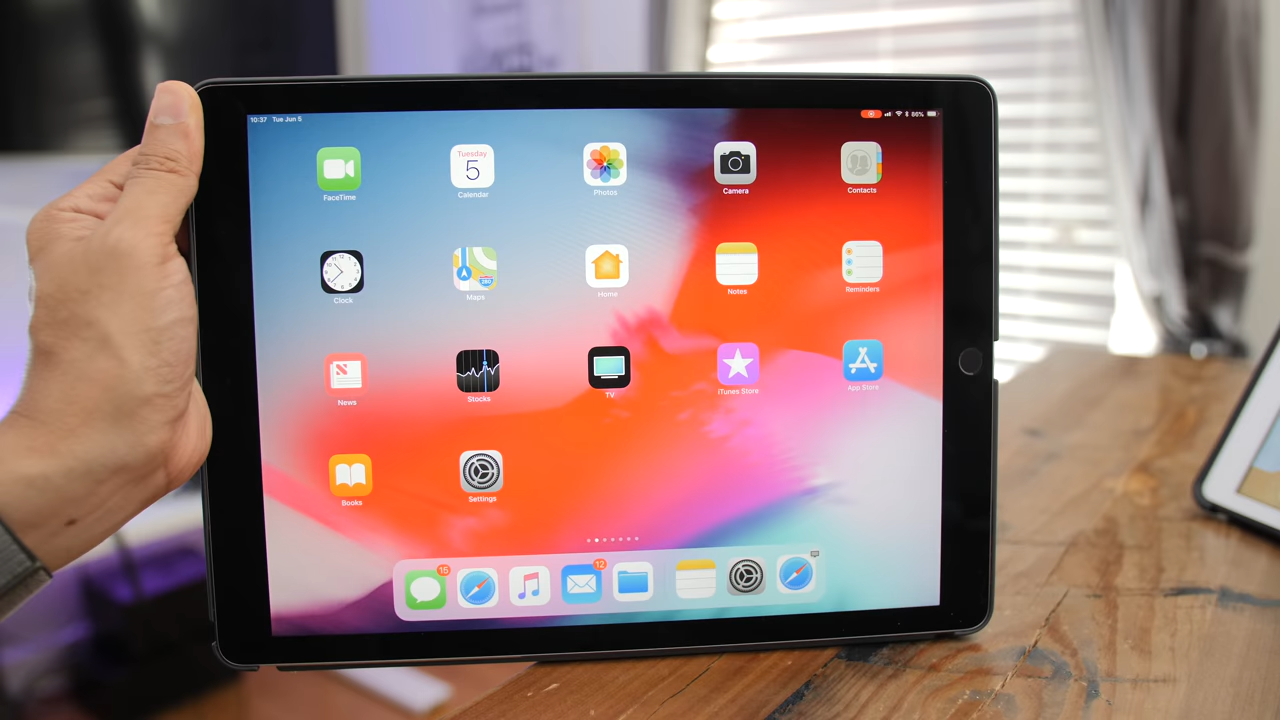 10:37 Tue Jun 5
86%
Tuesday
5
FaceTime
Calendar
Photos
Camera
Contacts
Clock
Maps
Home
Notes
Reminders
280
News
Stocks
TV
iTunes Store
App Store
Books
Settings
15
12